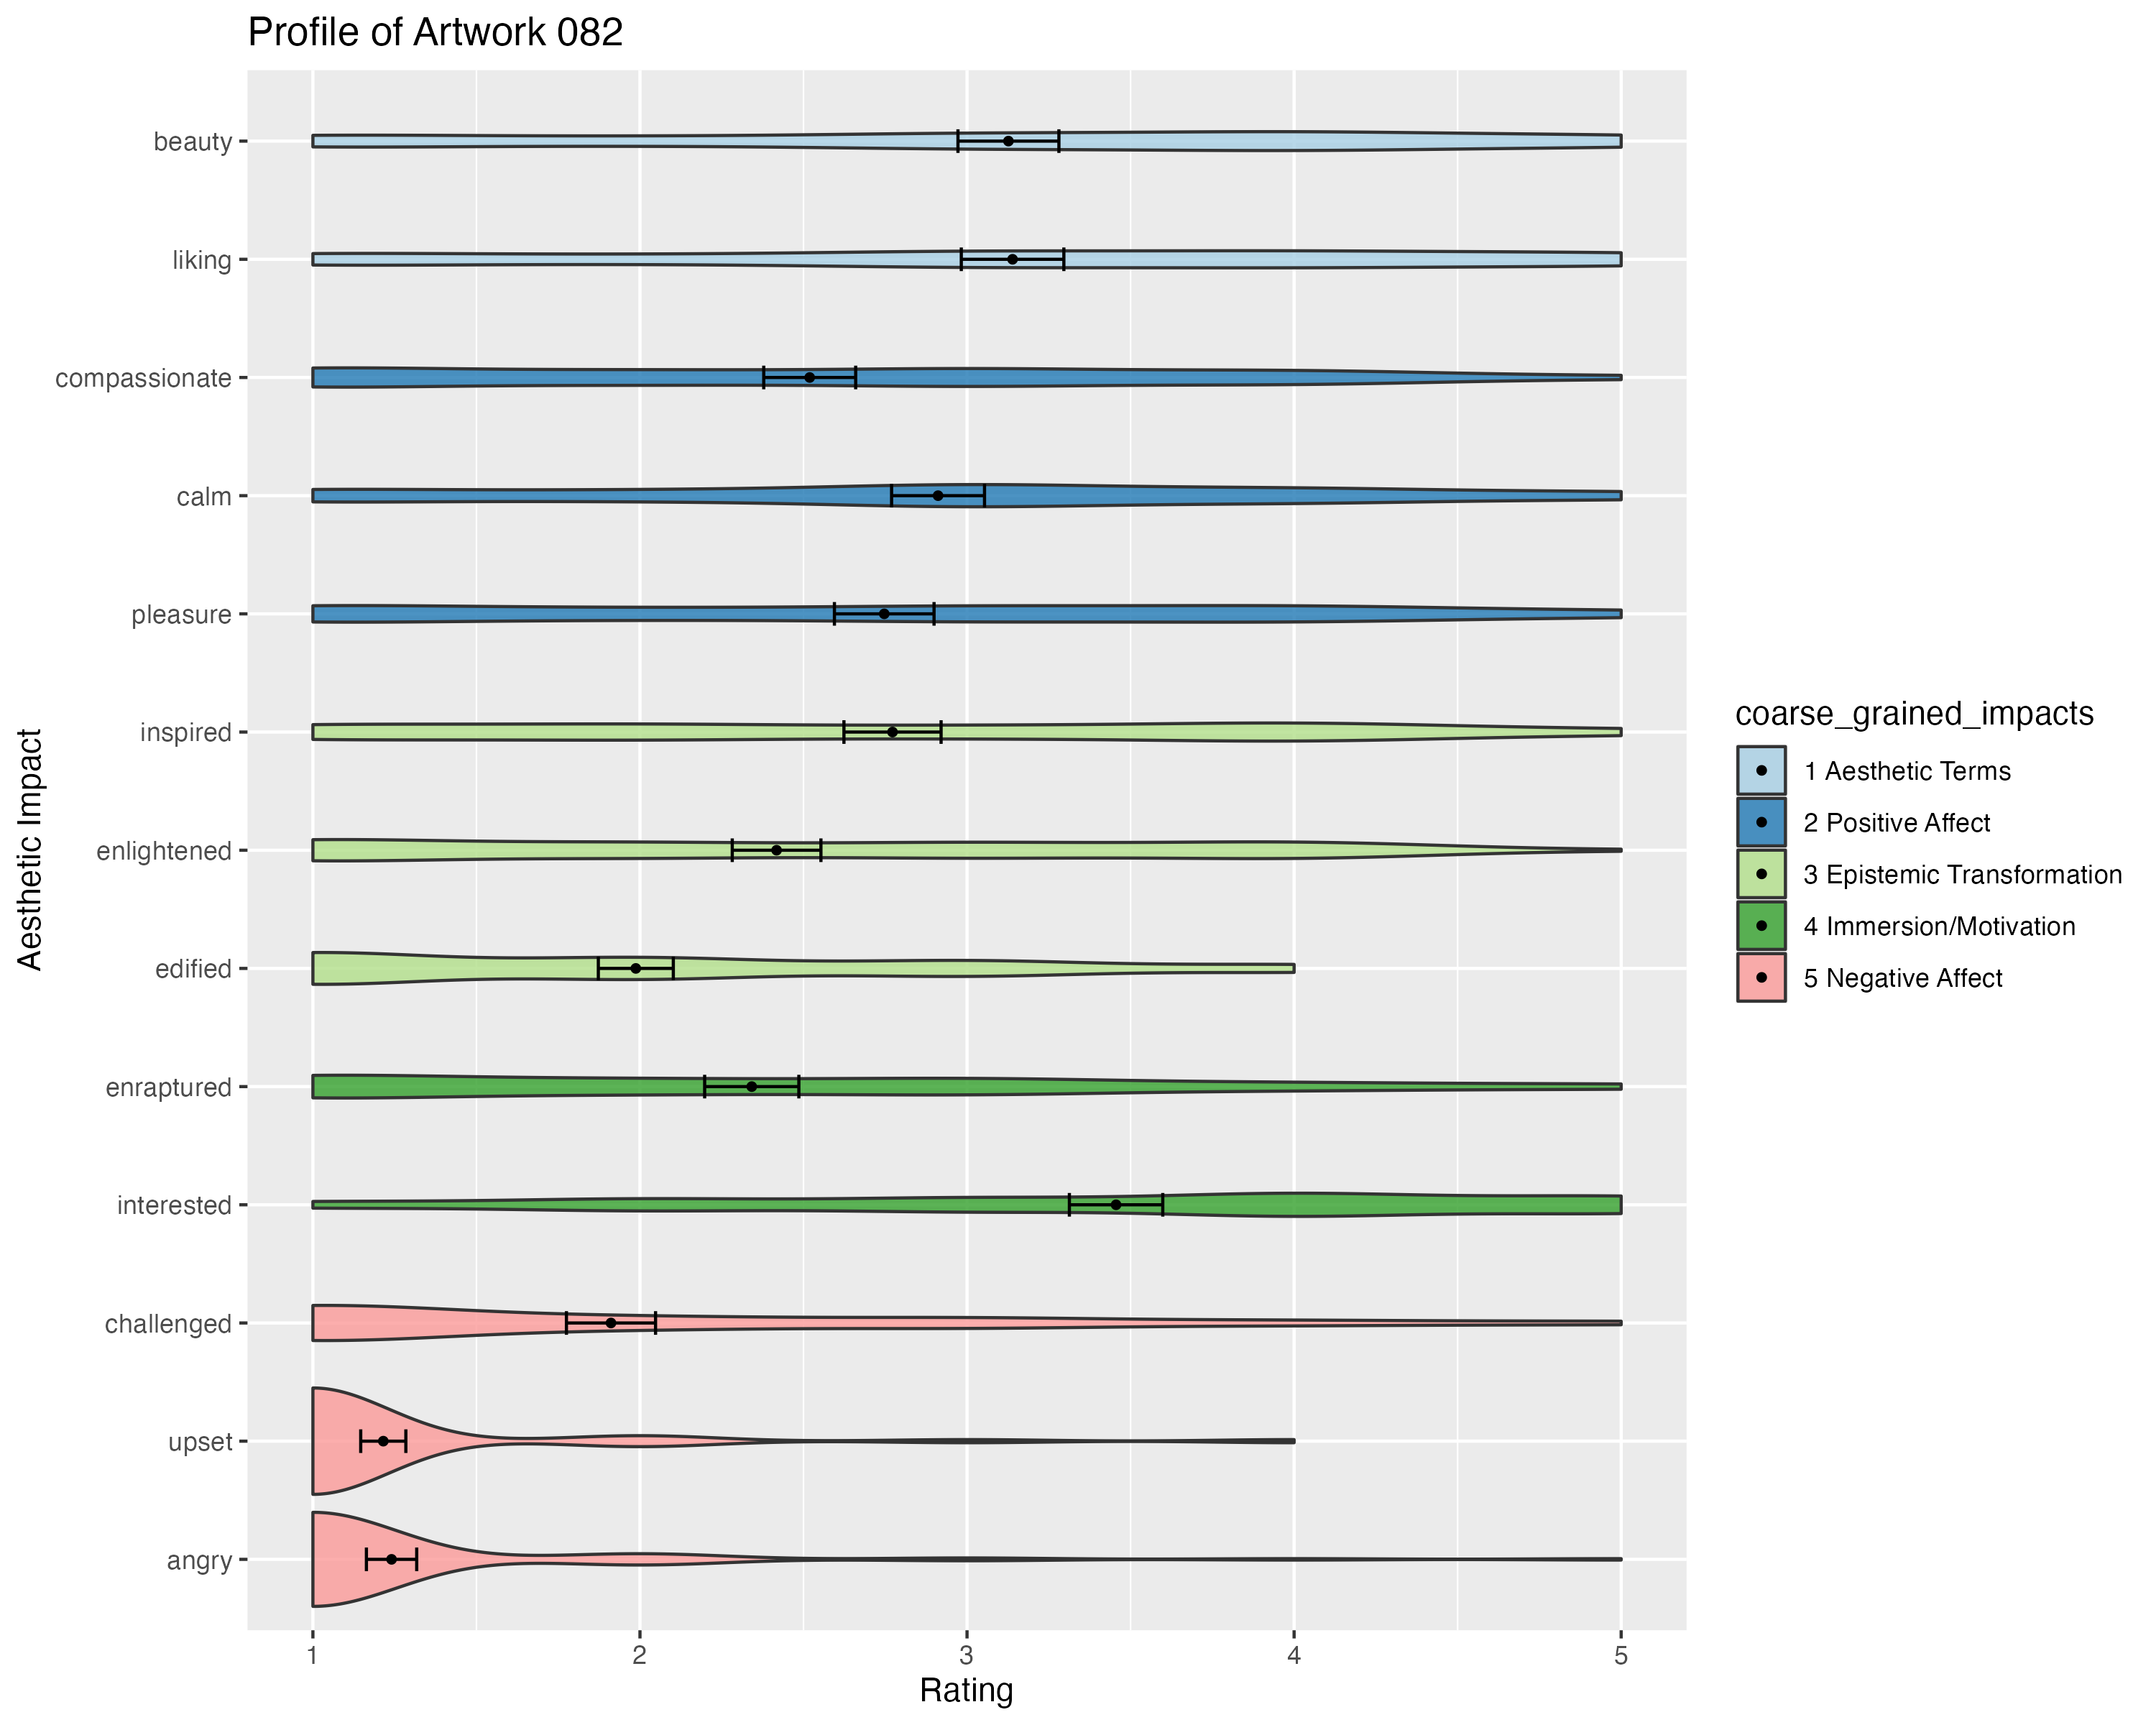 Profile of Artwork 082
Aesthetic Impact
beauty
liking
compassionate
calm
pleasure
inspired
enlightened
edified
enraptured
interested
challenged
upset
angry
1 2 3 4 5
Rating
coarse_grained_impacts
1 Aesthetic Terms
2 Positive Affect
3 Epistemic Transformation
4 Immersion/Motivation
5 Negative Affect